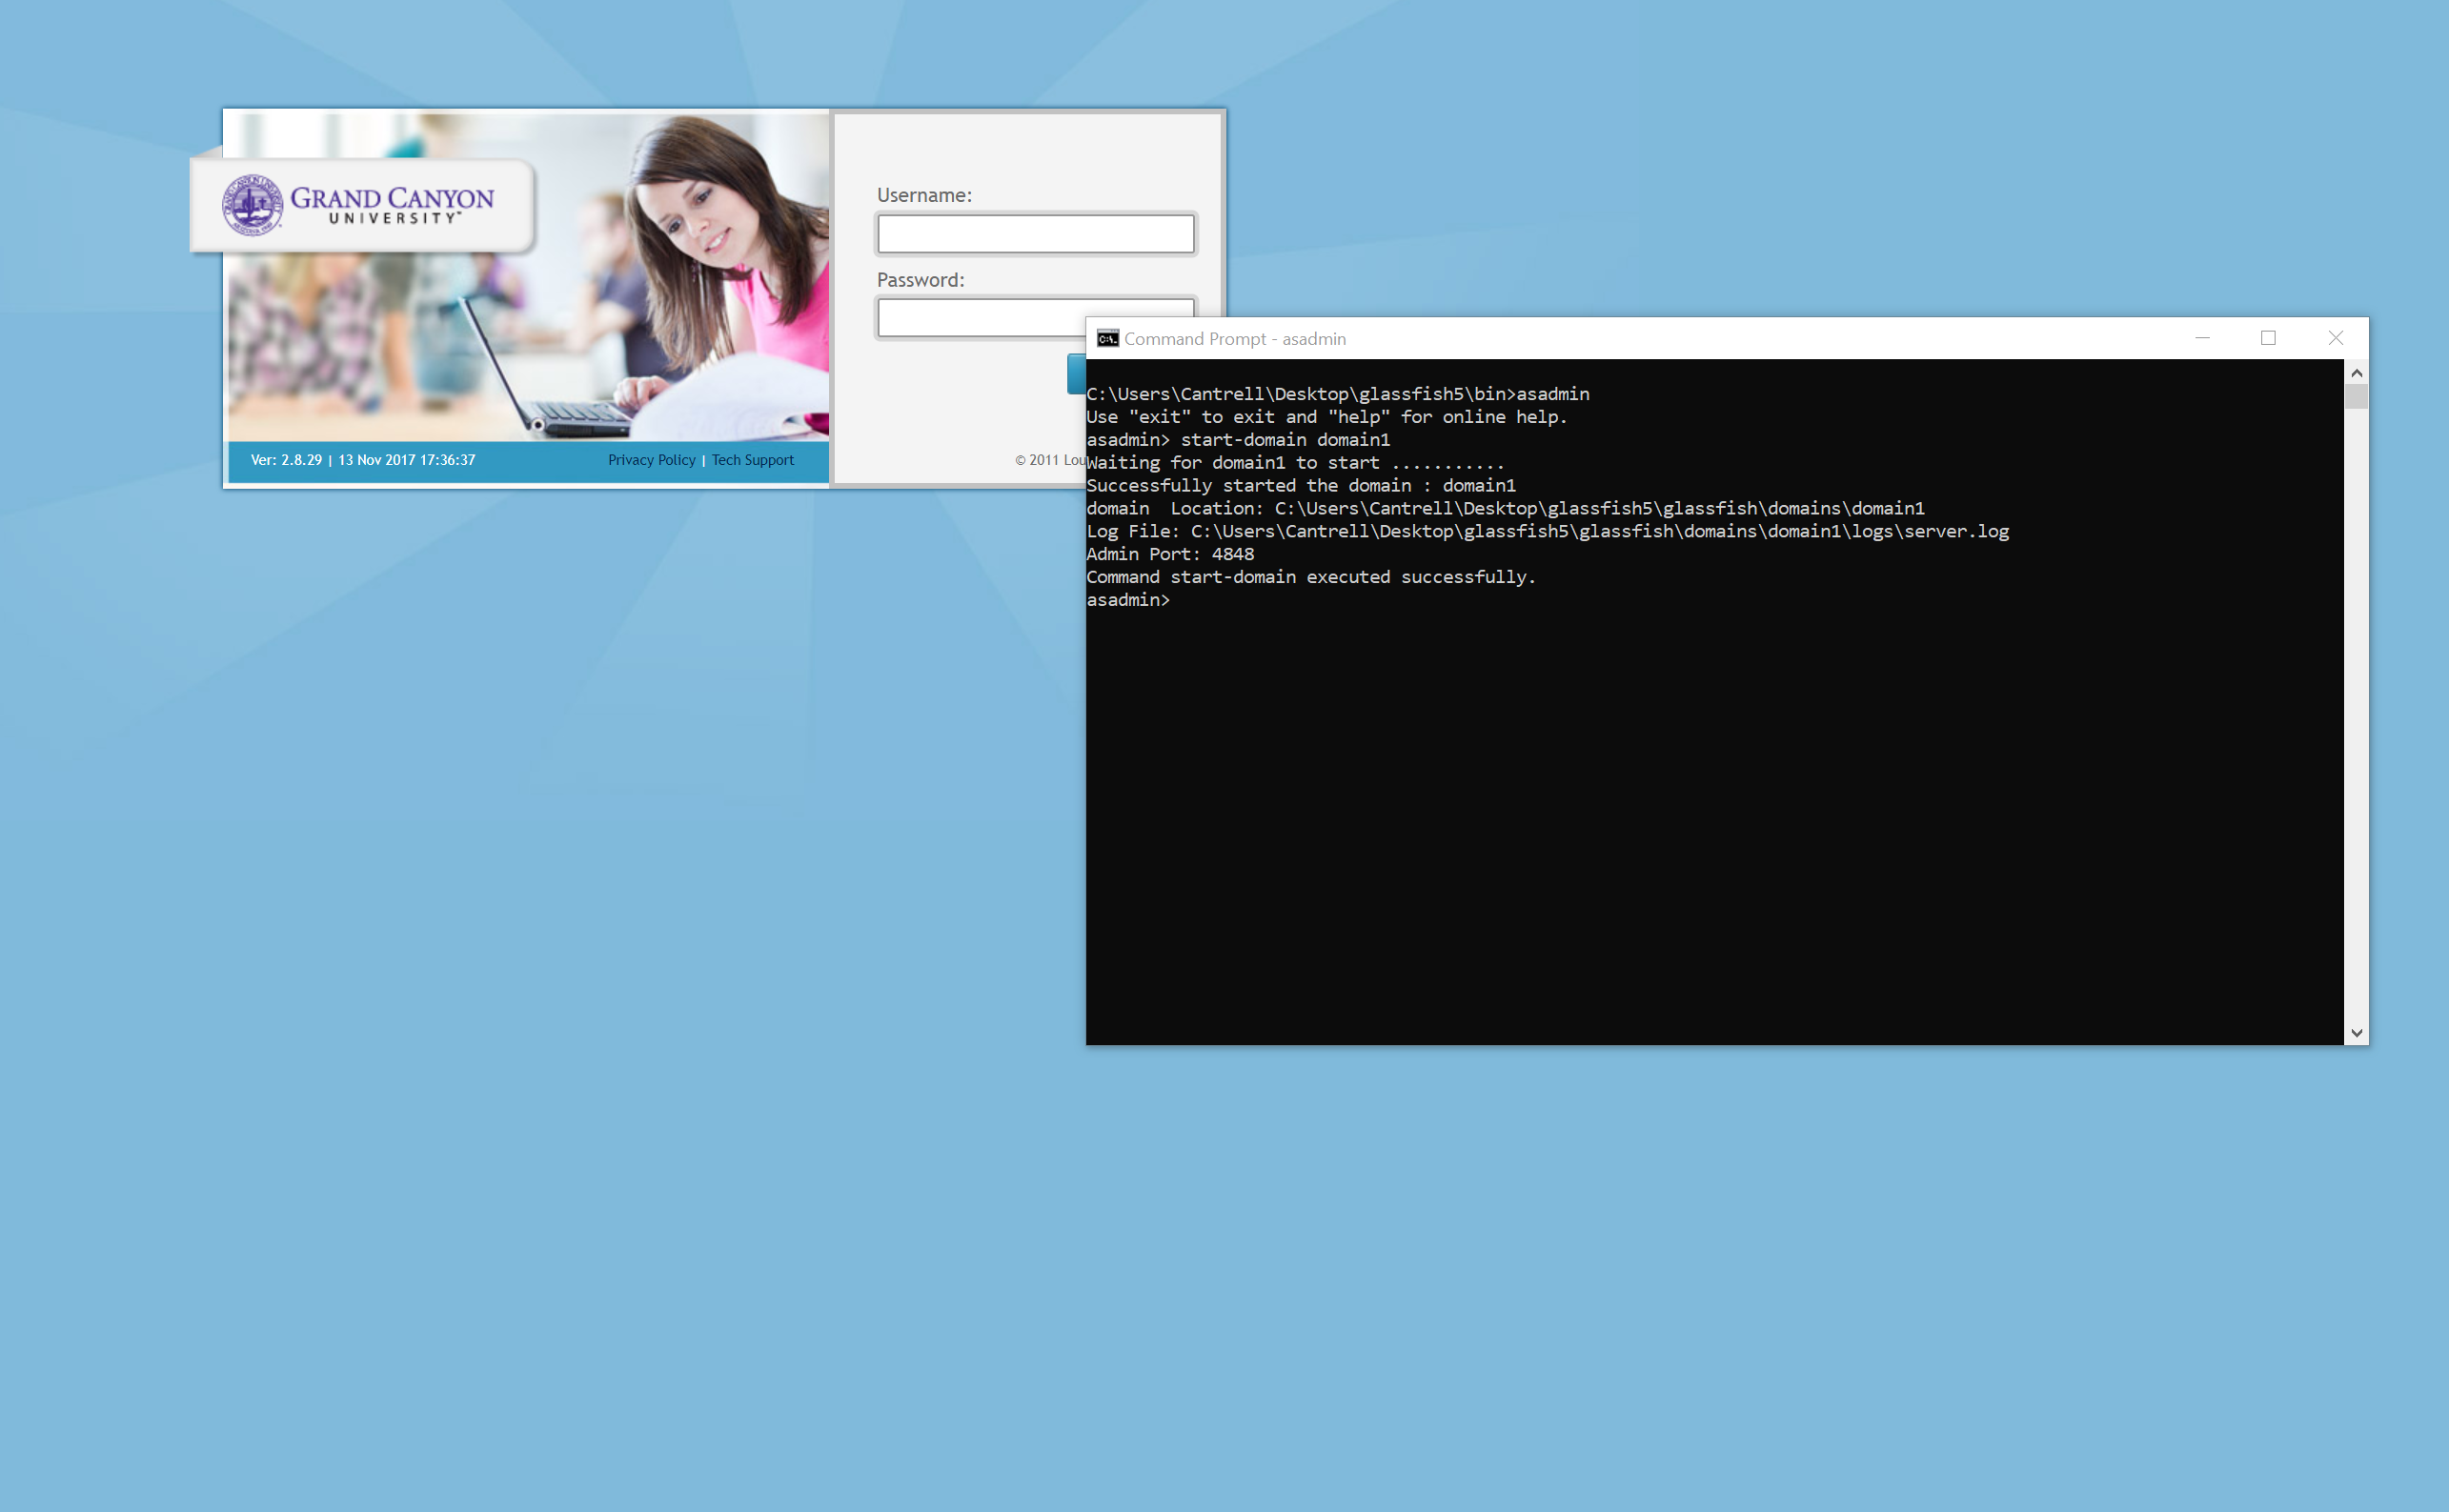 GRAND CANYON
UNIVERSITY
Username:
Password:
Ver: 2.8.29 | 13 Nov 2017 17:36:37
Privacy Policy | Tech Support
© 2011 Lou
Command Prompt - asadmin
C:\Users\Cantrell\Desktop\glassfish5\bin>asadmin
Use "exit" to exit and "help" for online help.
asadmin> start-domain domain1
Waiting for domain1 to start ...........
Successfully started the domain : domain1
domain  Location: C:\Users\Cantrell\Desktop\glassfish5\glassfish\domains\domain1
Log File: C:\Users\Cantrell\Desktop\glassfish5\glassfish\domains\domain1\logs\server.log
Admin Port: 4848
Command start-domain executed successfully.
asadmin>